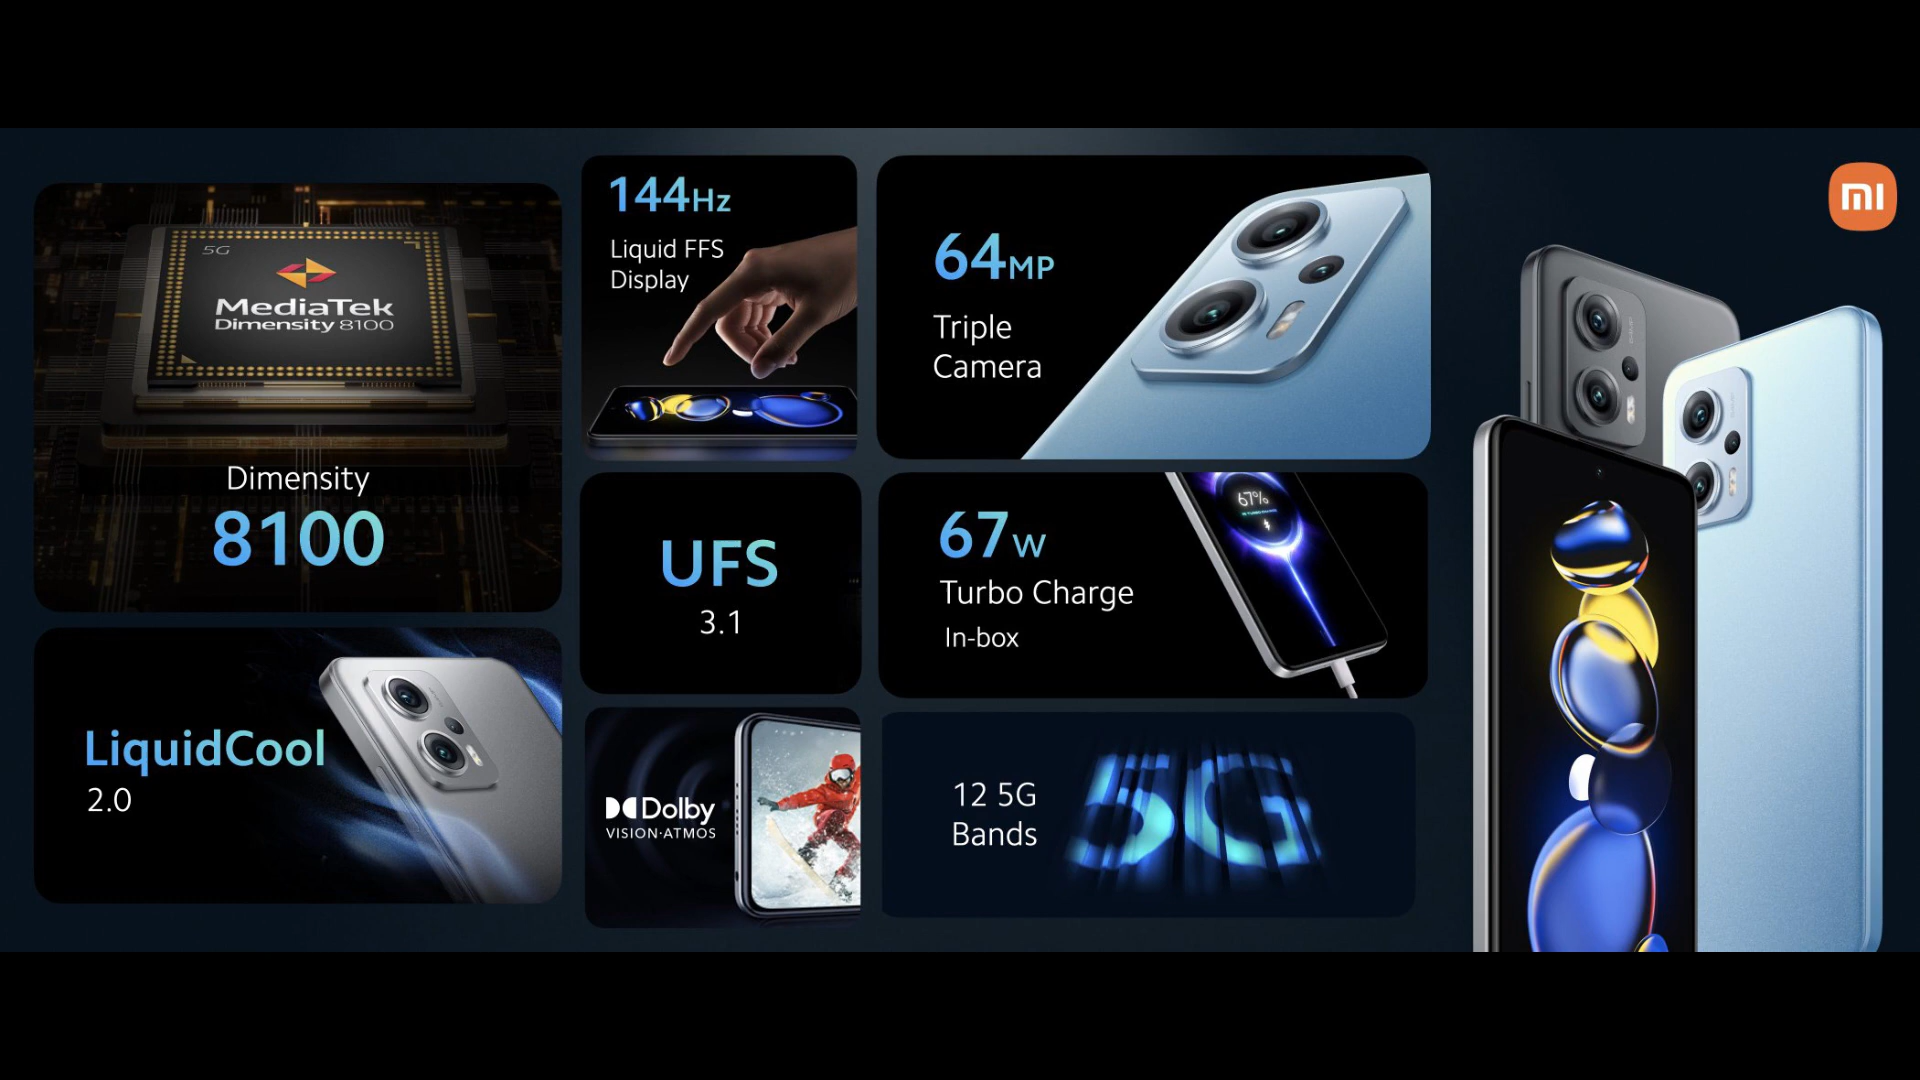 5G
MediaTek
Dimensity 8100
Dimensity
8100
LiquidCool
2.0
144Hz
Liquid FFS
Display
UFS
3.1
Dolby
VISION·ATMOS
64MP
Triple
Camera
67W
Turbo Charge
In-box
67%
12 5G
Bands
5G
MI